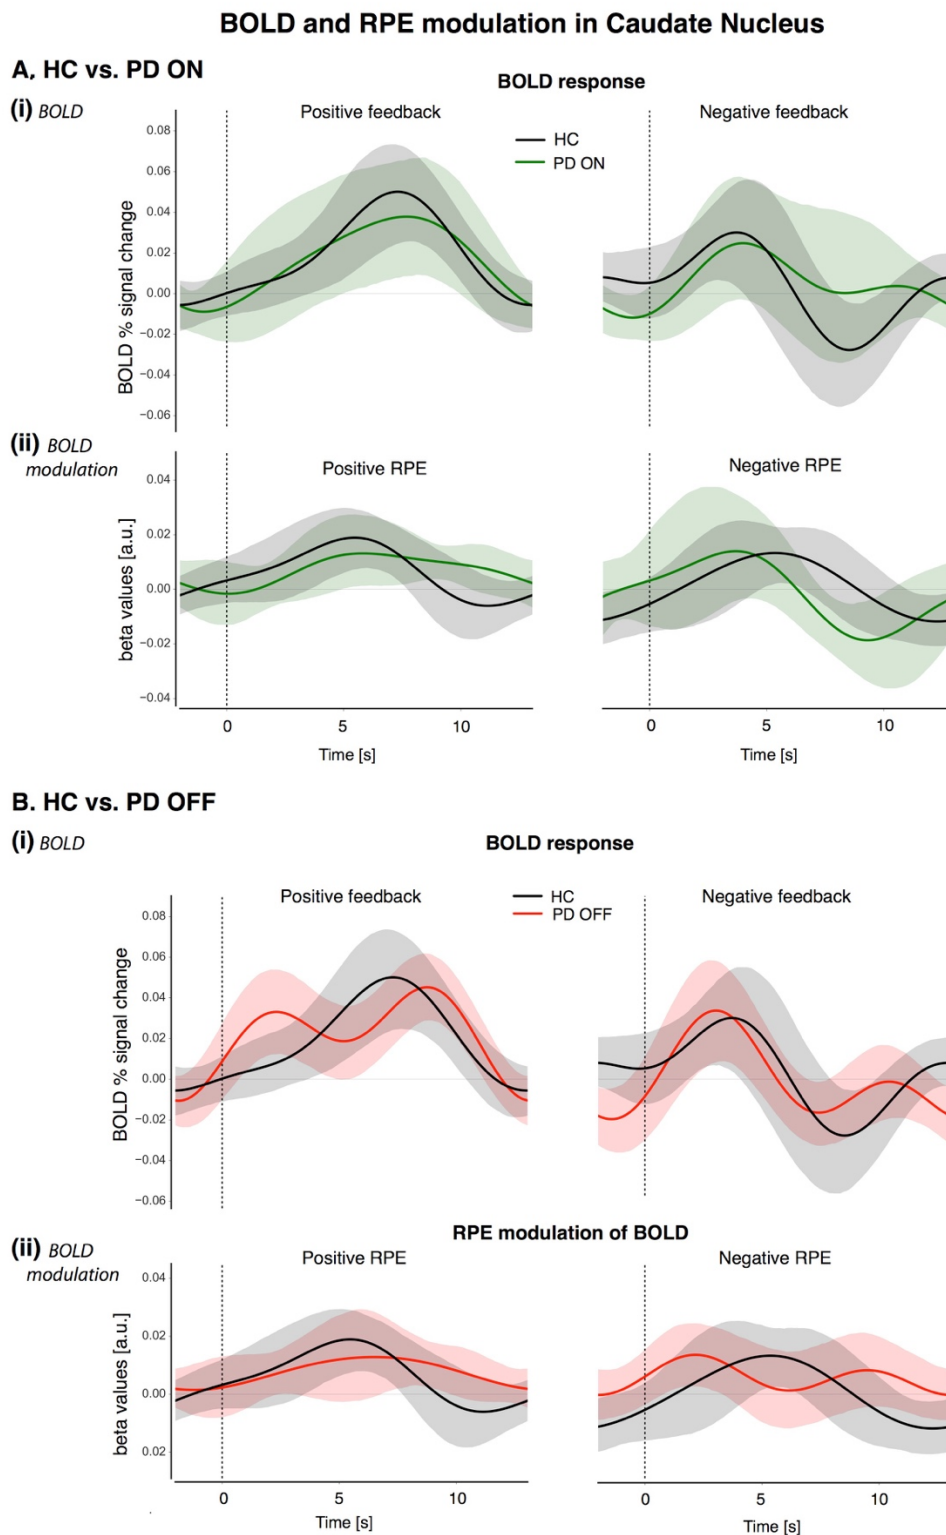 BOLD and RPE modulation in Caudate Nucleus
A. HC vs. PD ON
BOLD response
(i) BOLD
Positive feedback
Negative feedback
HC
PD ON
BOLD % signal change
0.08
0.06
0.04
0.02
0.00
−0.02
−0.04
−0.06
(ii) BOLD
modulation
Positive RPE
Negative RPE
beta values [a.u.]
0.04
0.02
0.00
−0.02
−0.04
0 5 10
0 5 10
Time [s]
Time [s]
B. HC vs. PD OFF
(i) BOLD
BOLD response
Positive feedback
Negative feedback
HC
PD OFF
BOLD % signal change
0.08
0.06
0.04
0.02
0.00
−0.02
−0.04
−0.06
RPE modulation of BOLD
(ii) BOLD
modulation
Positive RPE
Negative RPE
beta values [a.u.]
0.04
0.02
0.00
0.02
0 5 10
0 5 10
Time [s]
Time [s]